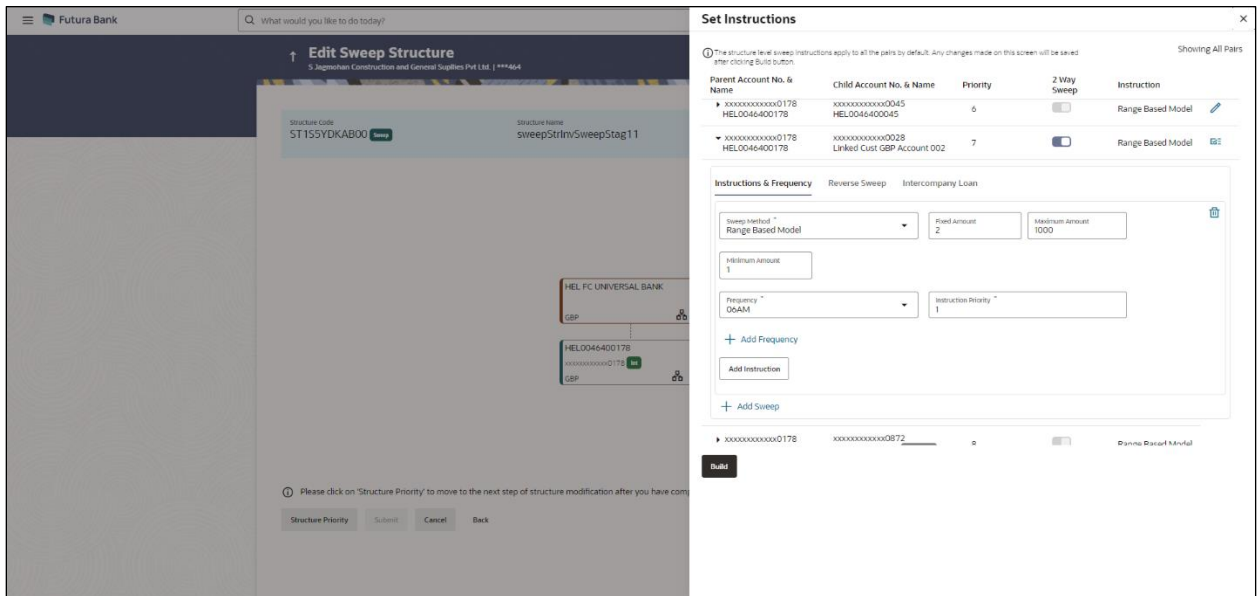 Futura Bank
What would you like to do today?
Edit Sweep Structure
S Jagmohan Construction and General Suplhies Pvt Ltd. | ***464
Structure Code
ST1S5YDKAB00 Sweep
Structure Name
sweepStrInvSweepStag11
HEL FC UNIVERSAL BANK
GBP
HEL0046400178
xxxxxxxxxxxx0178 Int
GBP
Please click on 'Structure Priority' to move to the next step of structure modification after you have comp
Structure Priority Submit Cancel Back
Set Instructions
The structure level sweep instructions apply to all the pairs by default. Any changes made on this screen will be saved
after clicking Build button.
Showing All Pairs
Parent Account No. & Name
Child Account No. & Name
Priority
2 Way Sweep
Instruction
xxxxxxxxxxxx0178 xxxxxxxxxxxx0045
HEL0046400178 HEL0046400045
6
Range Based Model
xxxxxxxxxxxx0178 xxxxxxxxxxxx0028
HEL0046400178 Linked Cust GBP Account 002
7
Range Based Model
Instructions & Frequency Reverse Sweep Intercompany Loan
Sweep Method *
Range Based Model
Fixed Amount
2
Maximum Amount
1000
Minimum Amount
1
Frequency *
06AM
Instruction Priority *
1
+ Add Frequency
Add Instruction
+ Add Sweep
xxxxxxxxxxxx0178 xxxxxxxxxxxx0872
8
Range Based Model
Build